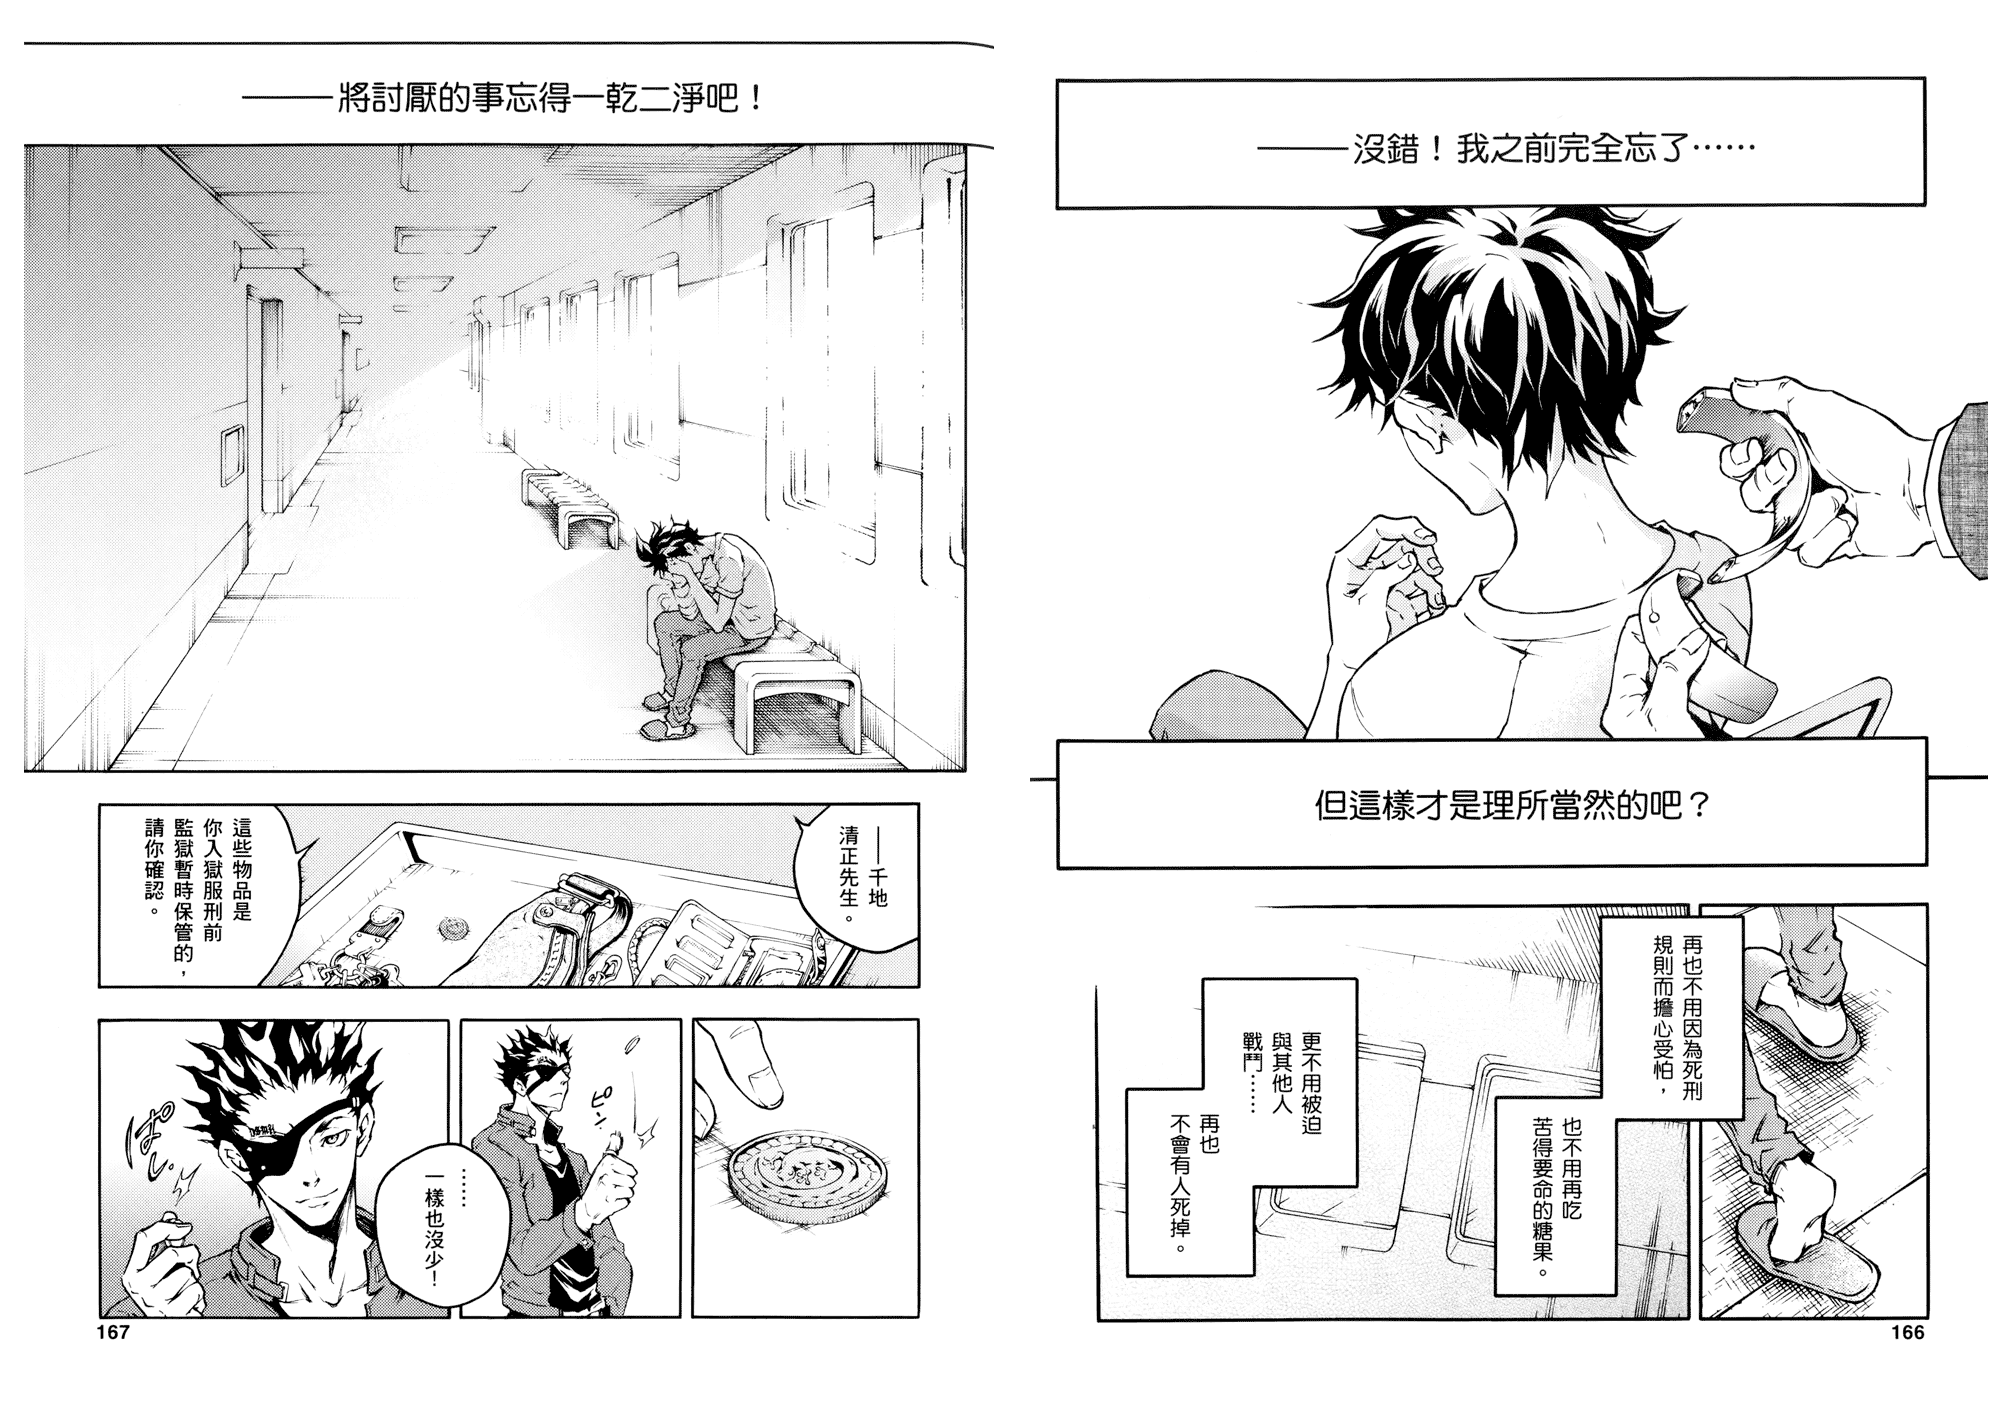 ——沒錯！我之前完全忘了……
但這樣才是理所當然的吧？
再也不用因為死刑
規則而擔心受怕，
也不用再吃
苦得要命的糖果。
更不用被迫
與其他人
戰鬥……
再也
不會有人死掉。
166
——將討厭的事忘得一乾二淨吧！
——千地
清正先生。
這些物品是
你入獄服刑前
監獄暫時保管的，
請你確認。
ピン
……
一樣也沒少！
ぱしっ
167